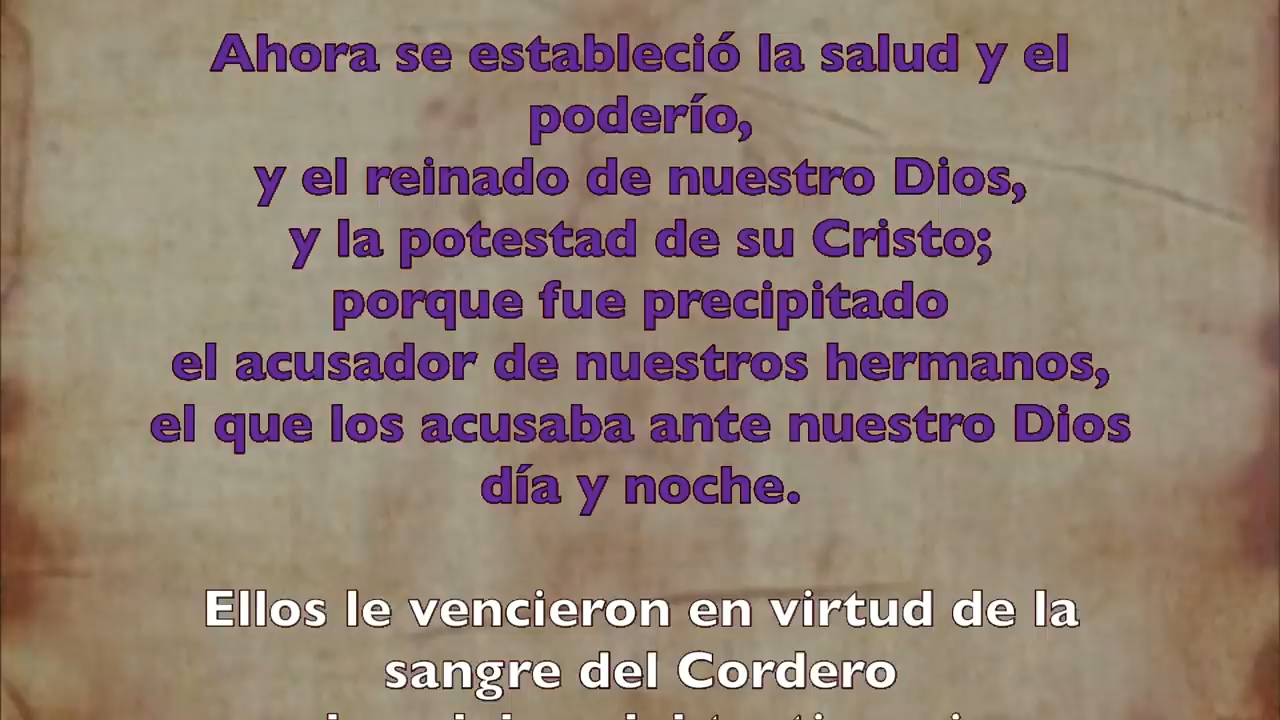 Ahora se estableció la salud y el
poderío,
y el reinado de nuestro Dios,
y la potestad de su Cristo;
porque fue precipitado
el acusador de nuestros hermanos,
el que los acusaba ante nuestro Dios
día y noche.
Ellos le vencieron en virtud de la
sangre del Cordero